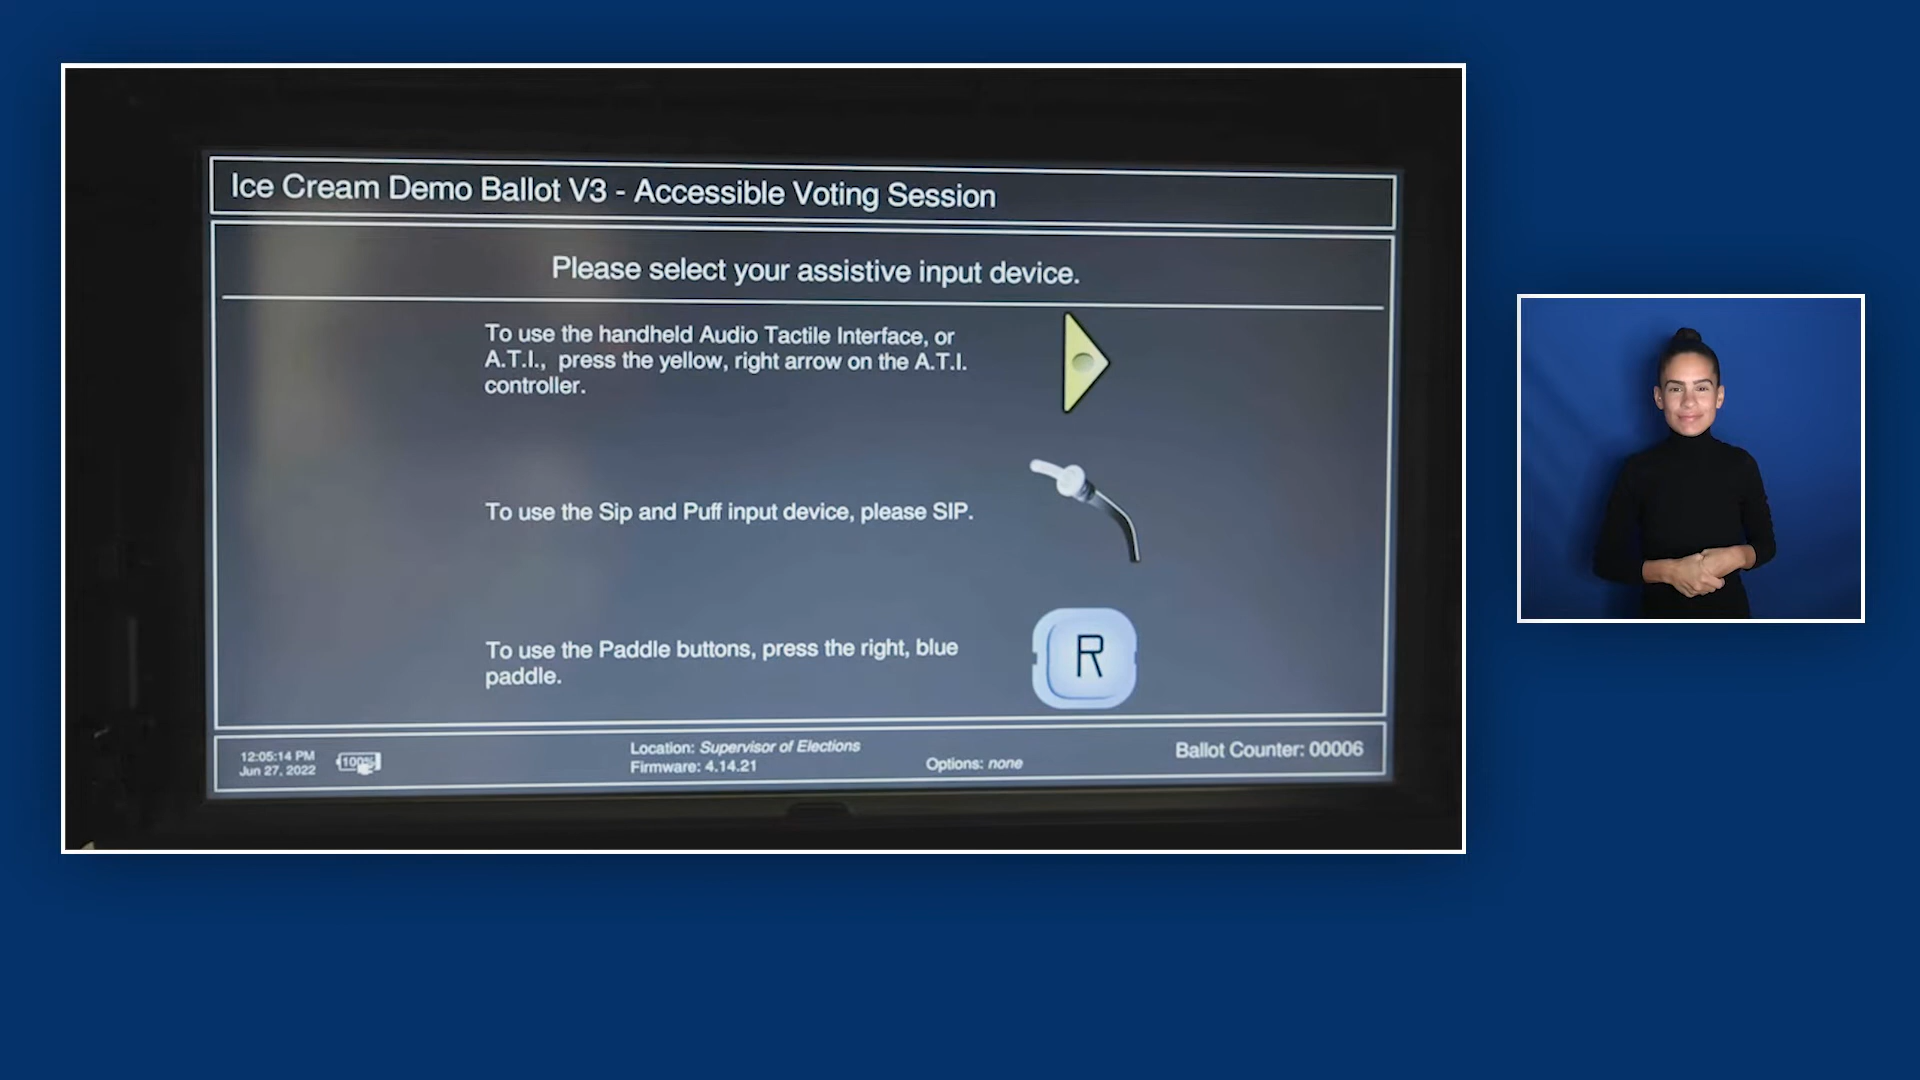 Ice Cream Demo Ballot V3 - Accessible Voting Session
Please select your assistive input device.
To use the handheld Audio Tactile Interface, or
A.T.I., press the yellow, right arrow on the A.T.I.
controller.
To use the Sip and Puff input device, please SIP.
To use the Paddle buttons, press the right, blue
paddle.
R
12:05:14 PM
Jun 27, 2022
100%
Location: Supervisor of Elections
Firmware: 4.14.21
Options: none
Ballot Counter: 00006